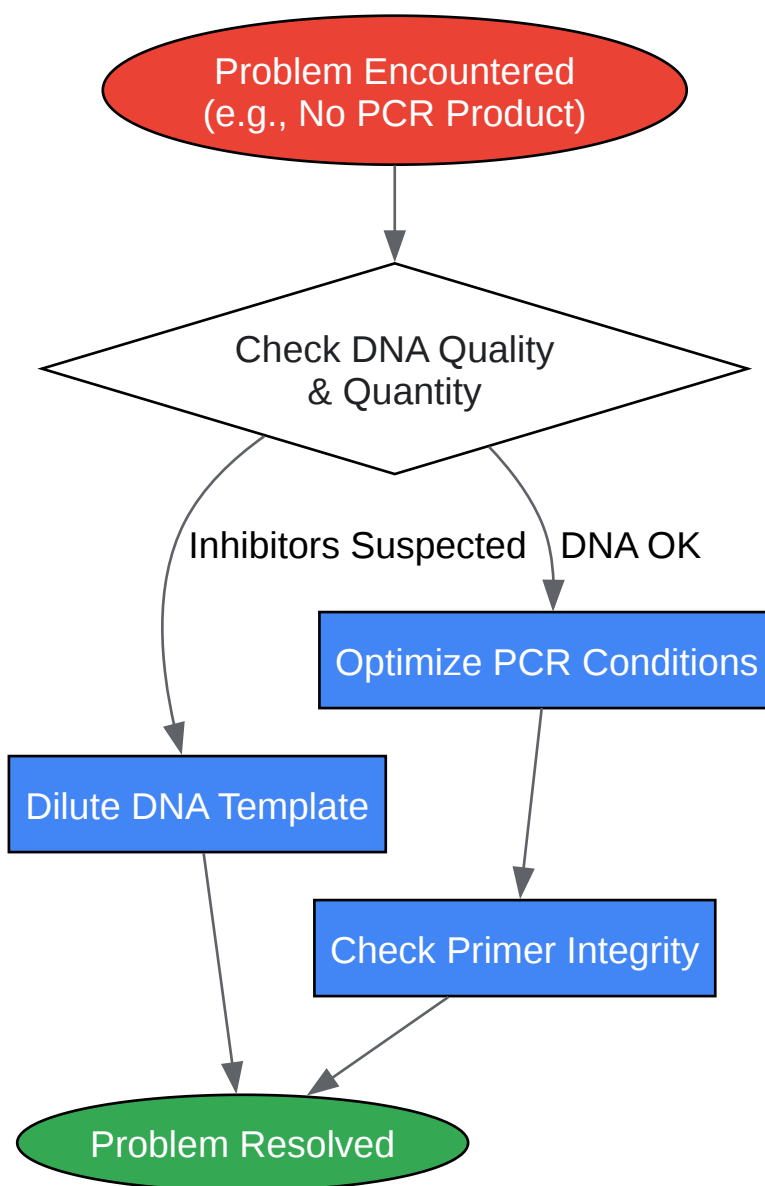 Problem Encountered
(e.g., No PCR Product)
Check DNA Quality
& Quantity
Inhibitors Suspected
DNA OK
Optimize PCR Conditions
Dilute DNA Template
Check Primer Integrity
Problem Resolved